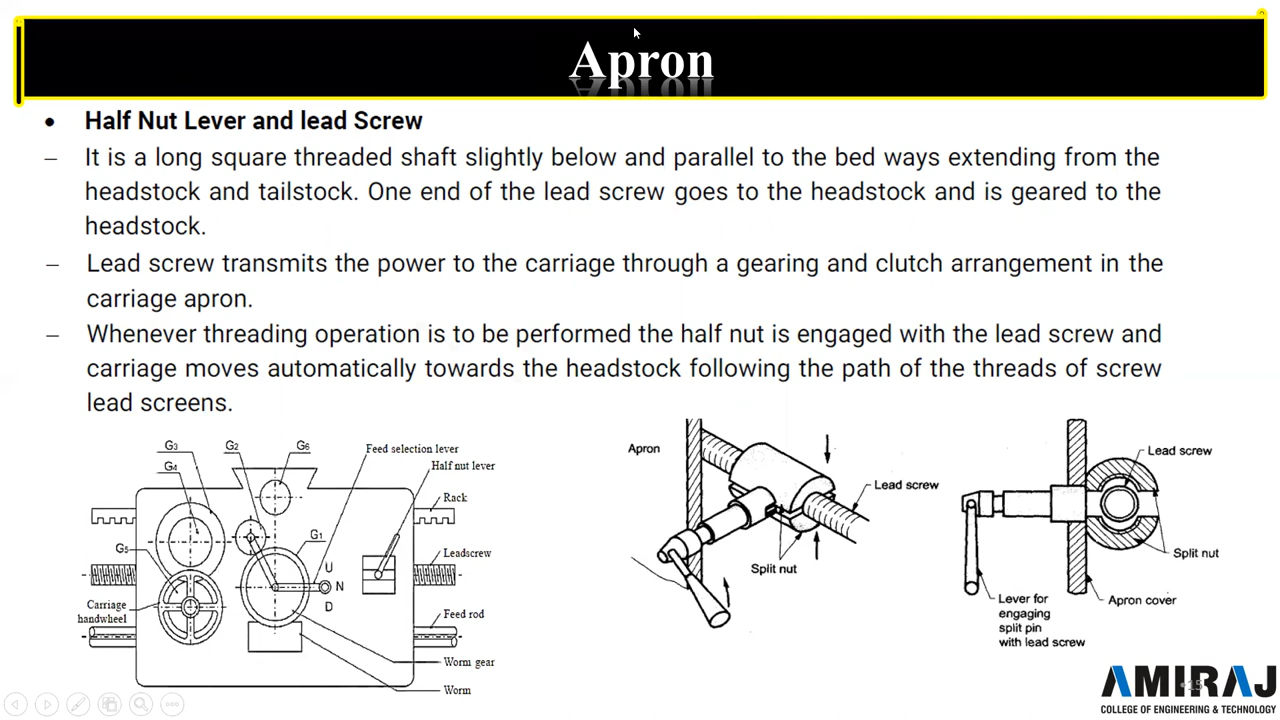 Apron
• Half Nut Lever and lead Screw
– It is a long square threaded shaft slightly below and parallel to the bed ways extending from the
headstock and tailstock. One end of the lead screw goes to the headstock and is geared to the
headstock.
– Lead screw transmits the power to the carriage through a gearing and clutch arrangement in the
carriage apron.
– Whenever threading operation is to be performed the half nut is engaged with the lead screw and
carriage moves automatically towards the headstock following the path of the threads of screw
lead screens.
G3
G2
G6
Feed selection lever
G4
Half nut lever
Rack
G1
G5
U
N
D
Leadscrew
Carriage
handwheel
Feed rod
Worm gear
Worm
Apron
Lead screw
Split nut
Lead screw
Split nut
Apron cover
Lever for
engaging
split pin
with lead screw
AMIRAJ
COLLEGE OF ENGINEERING & TECHNOLOGY
15